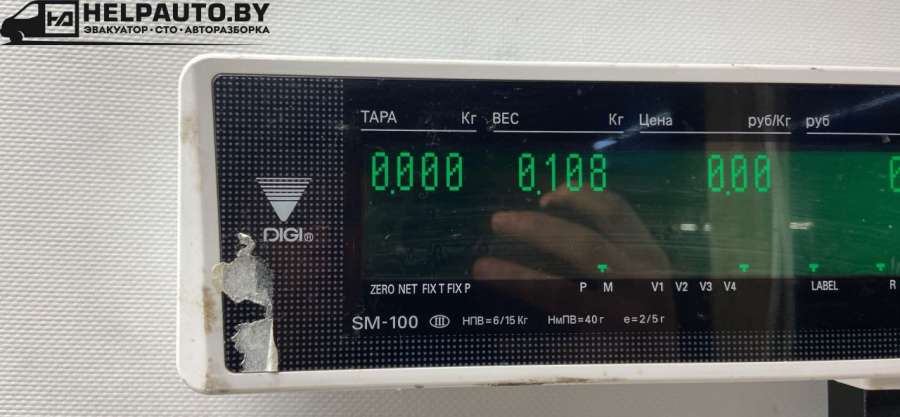 HELPAUTO.BY
ЭВАКУАТОР • СТО • АВТОРАЗБОРКА
ТАРА Кг ВЕС Кг Цена руб/Кг руб
0.000 0.108 0.00 0
DIGI®
ZERO NET FIX T FIX P P M V1 V2 V3 V4 LABEL R
SM-100 III НПВ=6/15 Кг НмПВ=40 г e=2/5 г